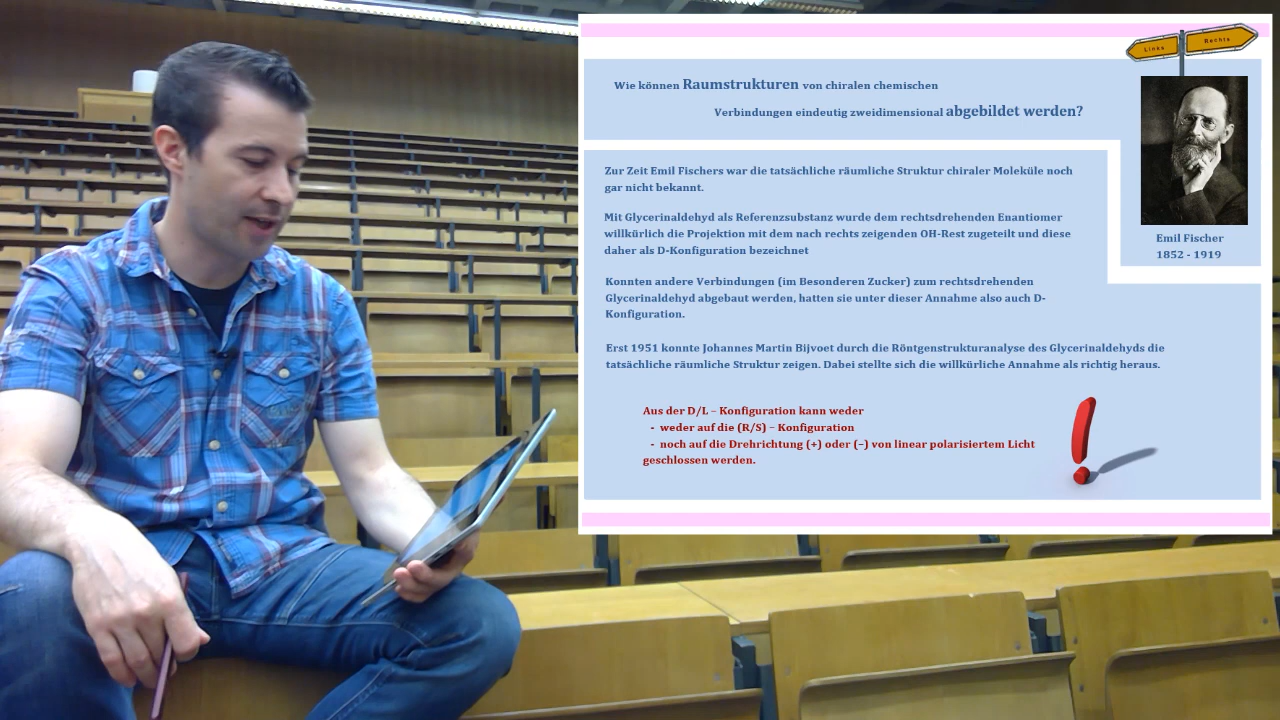 Links Rechts
Wie können Raumstrukturen von chiralen chemischen
Verbindungen eindeutig zweidimensional abgebildet werden?
Emil Fischer
1852 - 1919
Zur Zeit Emil Fischers war die tatsächliche räumliche Struktur chiraler Moleküle noch
gar nicht bekannt.
Mit Glycerinaldehyd als Referenzsubstanz wurde dem rechtsdrehenden Enantiomer
willkürlich die Projektion mit dem nach rechts zeigenden OH-Rest zugeteilt und diese
daher als D-Konfiguration bezeichnet
Konnten andere Verbindungen (im Besonderen Zucker) zum rechtsdrehenden
Glycerinaldehyd abgebaut werden, hatten sie unter dieser Annahme also auch D-
Konfiguration.
Erst 1951 konnte Johannes Martin Bijvoet durch die Röntgenstrukturanalyse des Glycerinaldehyds die
tatsächliche räumliche Struktur zeigen. Dabei stellte sich die willkürliche Annahme als richtig heraus.
Aus der D/L – Konfiguration kann weder
- weder auf die (R/S) – Konfiguration
- noch auf die Drehrichtung (+) oder (–) von linear polarisiertem Licht
geschlossen werden.